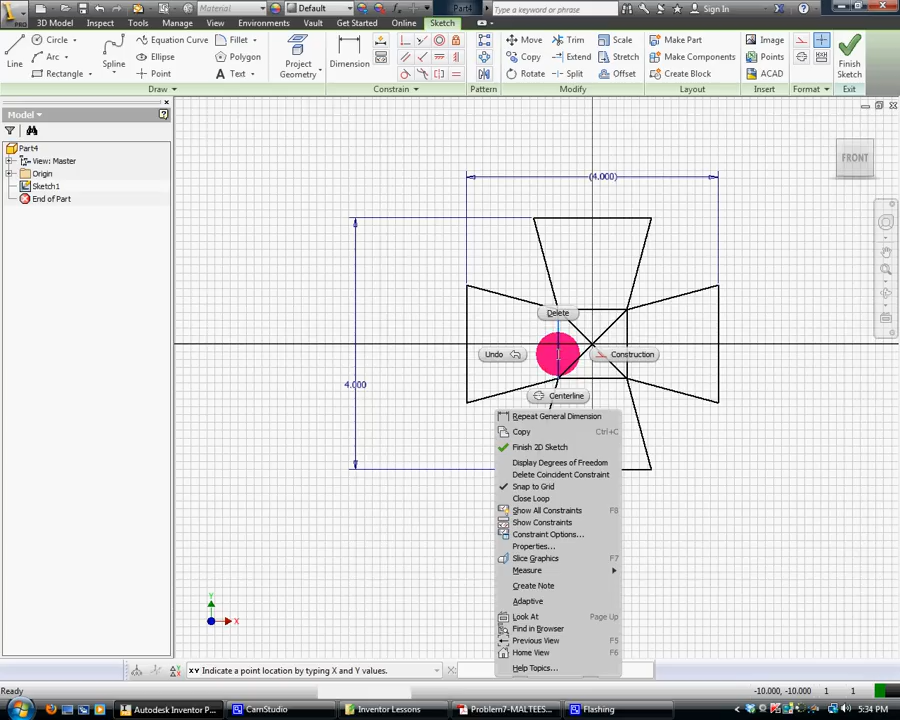 Material
Default
Part4
Type a keyword or phrase
Sign In
PRO
3D Model
Inspect
Tools
Manage
View
Environments
Vault
Get Started
Online
Sketch
Line
Circle
Arc
Rectangle
Spline
Equation Curve
Ellipse
Point
Fillet
Polygon
Text
Project Geometry
Dimension
Move
Copy
Rotate
Trim
Extend
Split
Scale
Stretch
Offset
Make Part
Make Components
Create Block
Image
Points
ACAD
Finish Sketch
Draw
Constrain
Pattern
Modify
Layout
Insert
Format
Exit
Model
Part4
View: Master
Origin
Sketch1
End of Part
FRONT
(4.000)
4.000
Delete
Undo
Construction
Centerline
Repeat General Dimension
Copy Ctrl+C
Finish 2D Sketch
Display Degrees of Freedom
Delete Coincident Constraint
Snap to Grid
Close Loop
Show All Constraints F8
Show Constraints
Constraint Options...
Properties...
Slice Graphics F7
Measure
Create Note
Adaptive
Look At Page Up
Find in Browser
Previous View F5
Home View F6
Help Topics...
Y
X
XY Indicate a point location by typing X and Y values.
Ready
-10.000, -10.000 1 1
Autodesk Inventor P...
CamStudio
Inventor Lessons
Problem7-MALTEES...
Flashing
5:34 PM